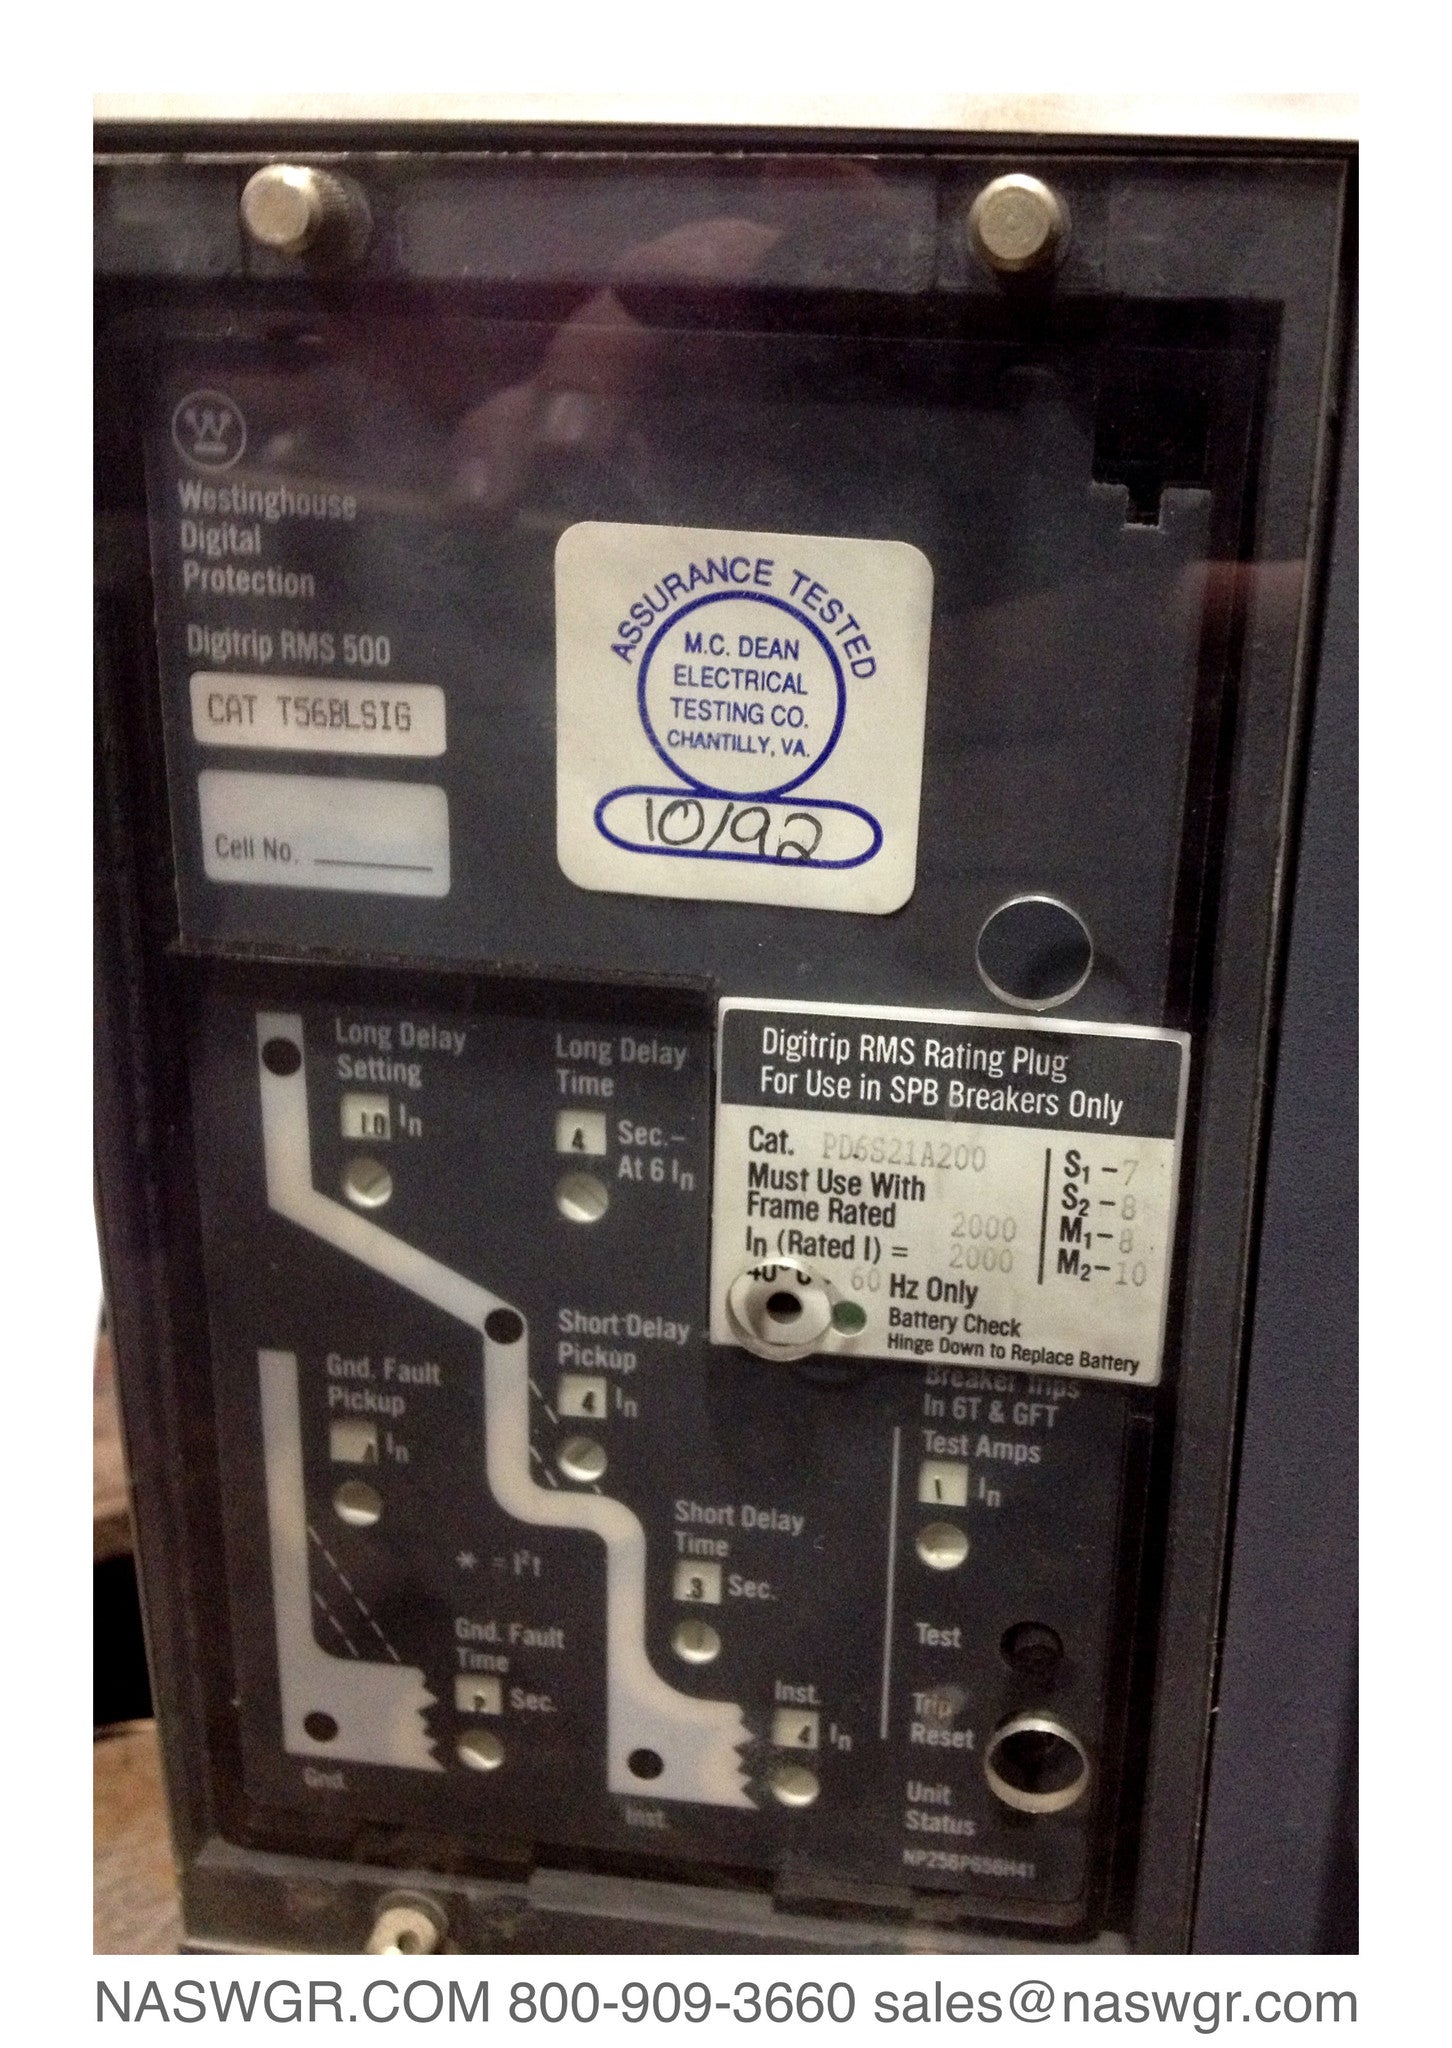 W
Westinghouse
Digital
Protection
Digitrip RMS 500
CAT T56BLSIG
Cell No.
ASSURANCE TESTED
M.C. DEAN
ELECTRICAL
TESTING CO.
CHANTILLY, VA.
10/92
Long Delay
Setting
1.0 In
Long Delay
Time
4 Sec.-
At 6 In
Digitrip RMS Rating Plug
For Use in SPB Breakers Only
Cat. PD6S21A200
Must Use With
Frame Rated 2000
In (Rated I) = 2000
40°C, 60 Hz Only
Battery Check
Hinge Down to Replace Battery
S1-7
S2-8
M1-8
M2-10
Short Delay
Pickup
4 In
Gnd. Fault
Pickup
In
Breaker Trips
In 6T & GFT
Test Amps
1 In
Short Delay
Time
.3 Sec.
* = I²t
Gnd. Fault
Time
Sec.
Inst.
4 In
Test
Trip
Reset
Unit
Status
Gnd.
Inst.
NASWGR.COM 800-909-3660 sales@naswgr.com